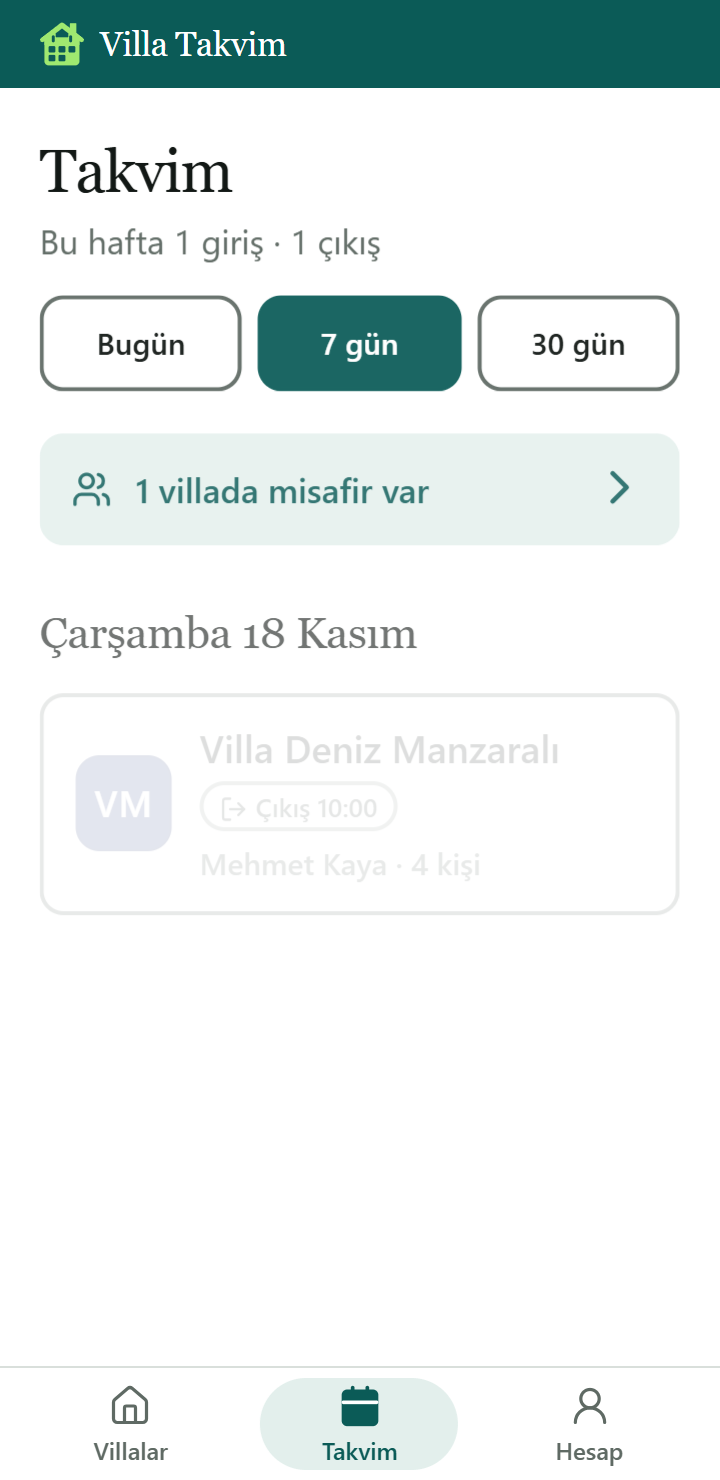 Villa Takvim
Takvim
Bu hafta 1 giriş · 1 çıkış
Bugün
7 gün
30 gün
1 villada misafir var
Çarşamba 18 Kasım
VM
Villa Deniz Manzaralı
Çıkış 10:00
Mehmet Kaya · 4 kişi
Villalar
Takvim
Hesap